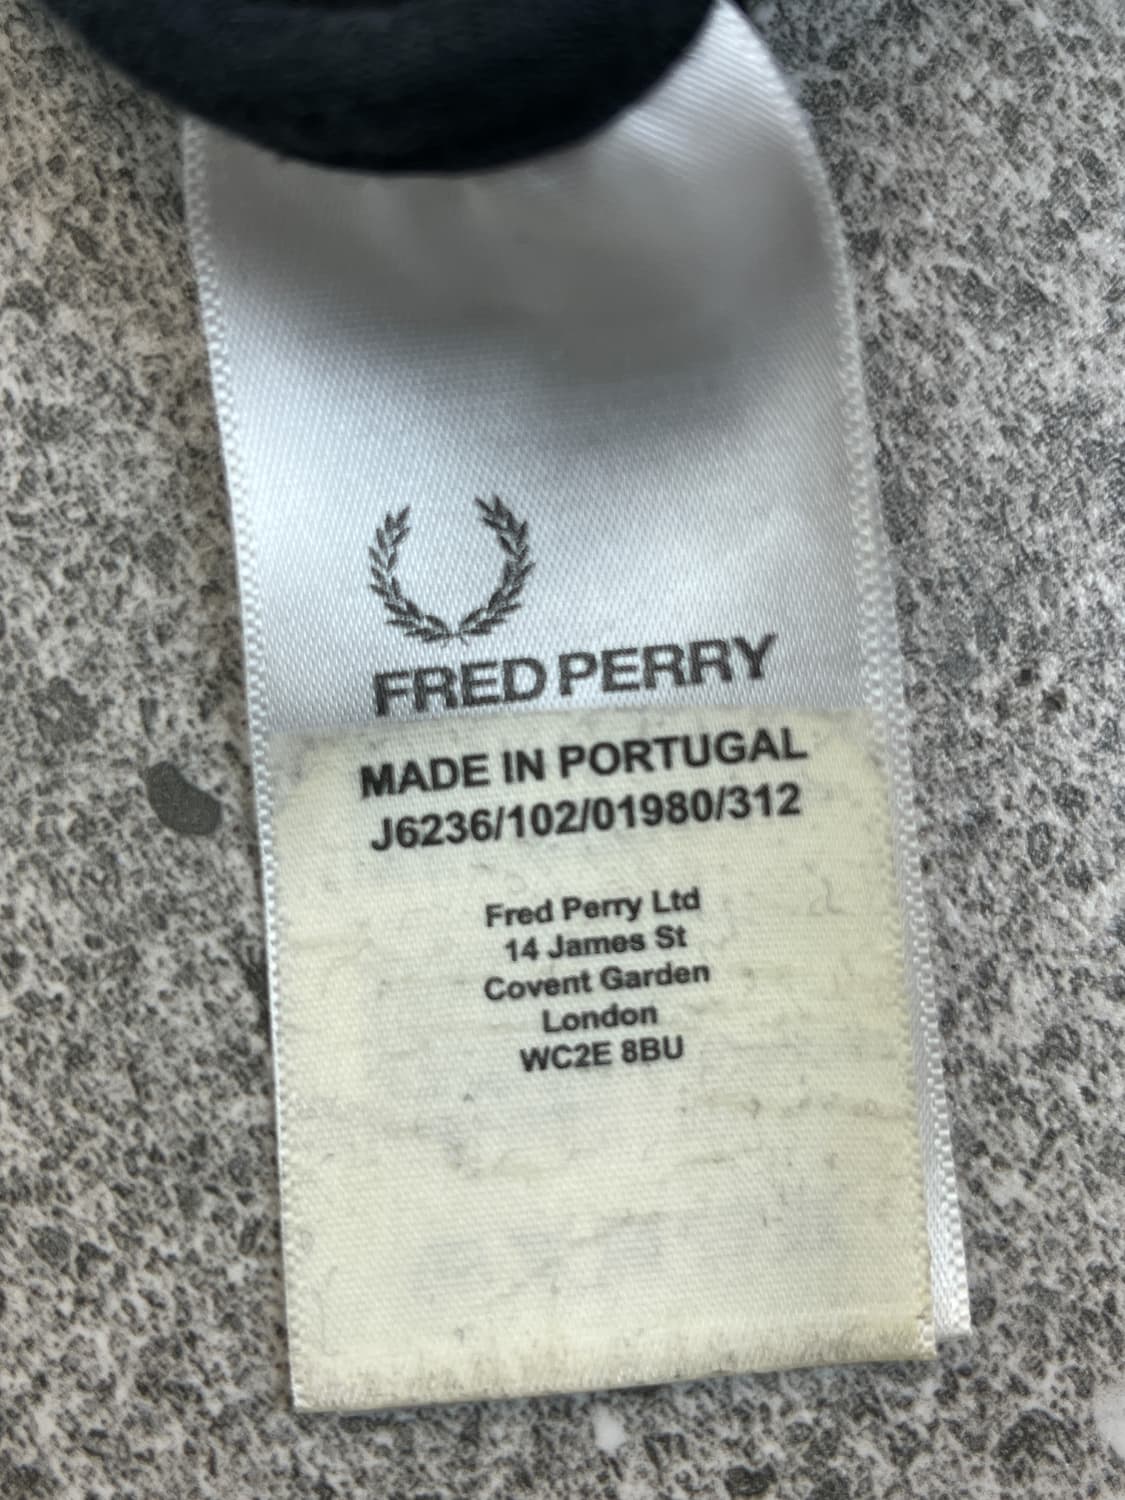 FRED PERRY
MADE IN PORTUGAL
J6236/102/01980/312
Fred Perry Ltd
14 James St
Covent Garden
London
WC2E 8BU